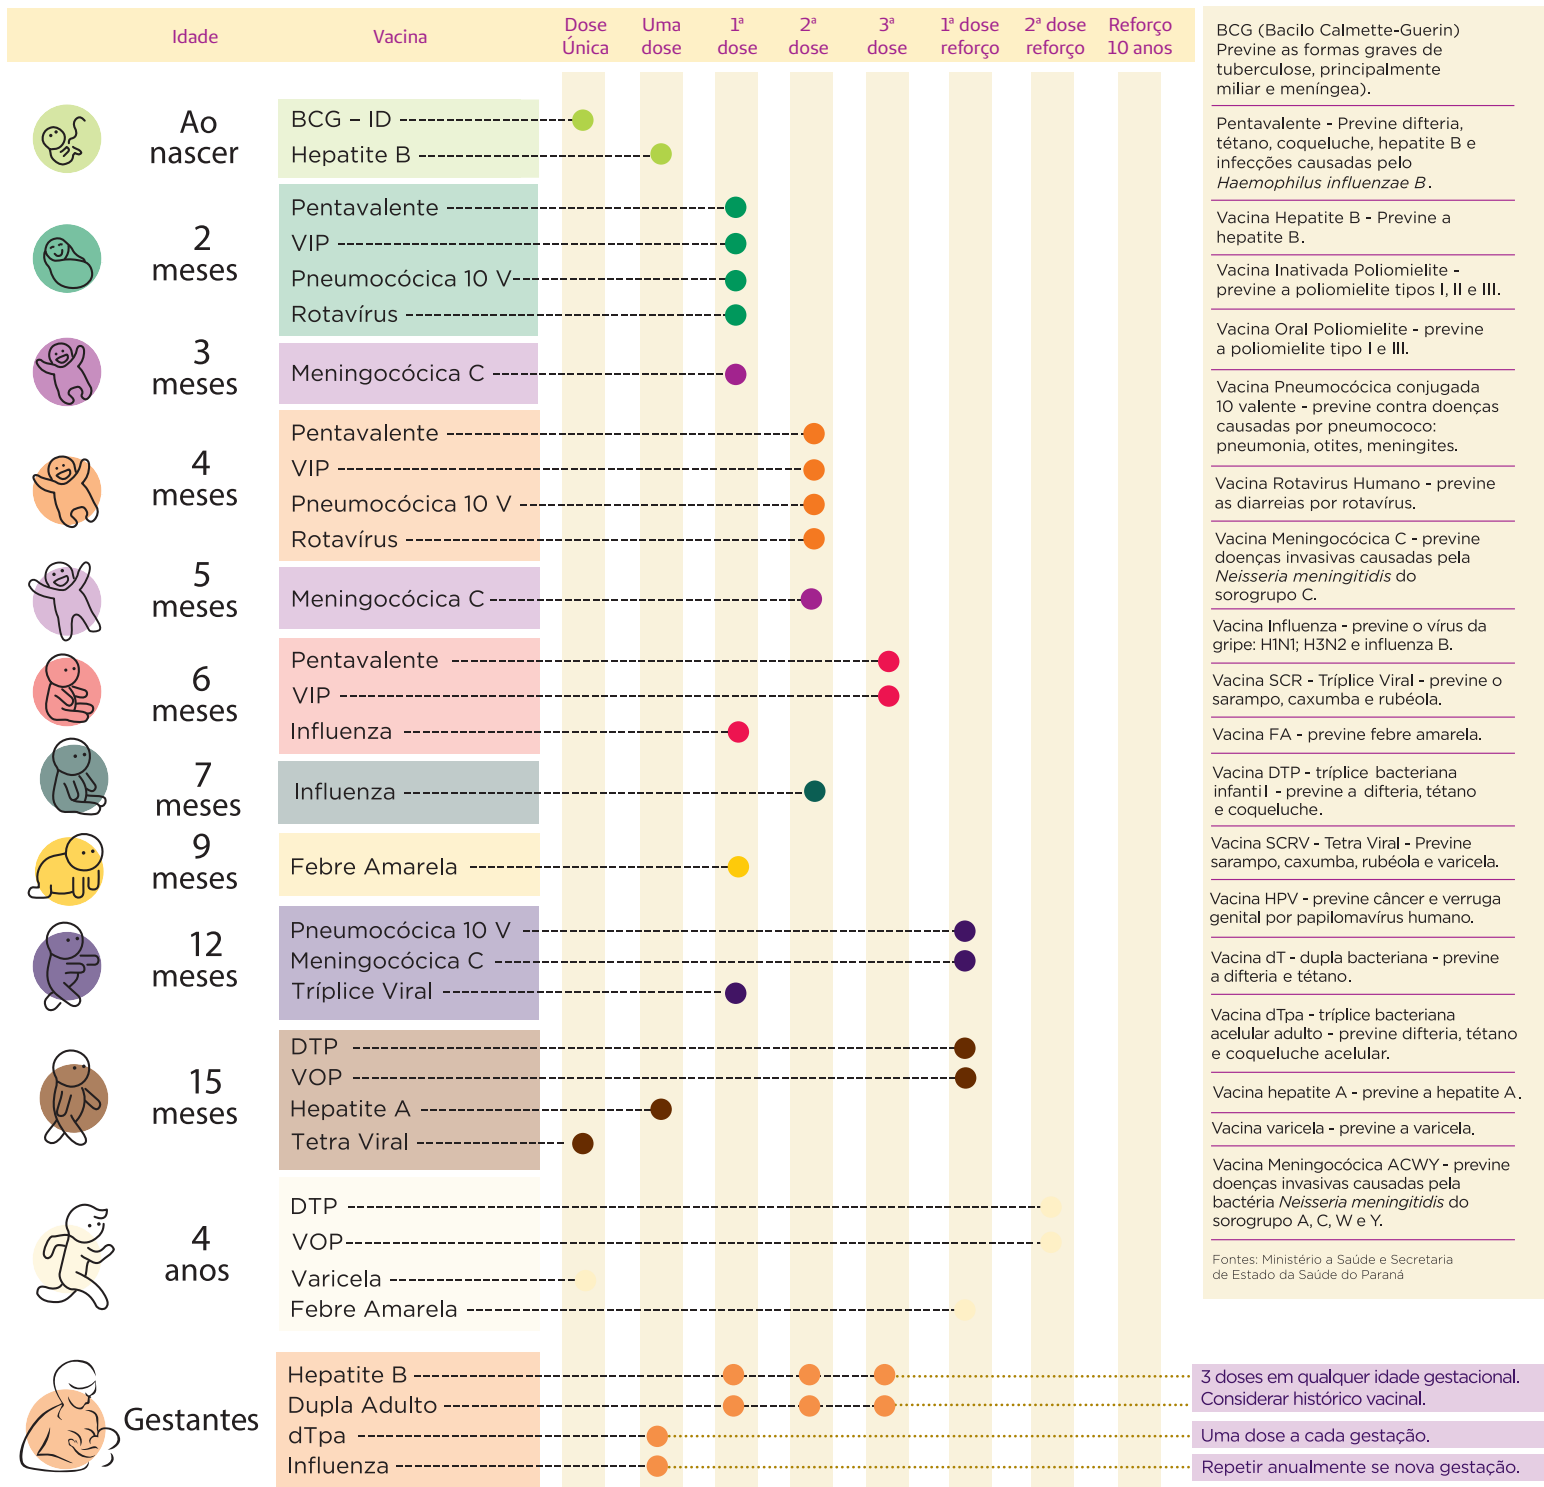 Idade
Vacina
Dose
Única
Uma
dose
1ª
dose
2ª
dose
3ª
dose
1ª dose
reforço
2ª dose
reforço
Reforço
10 anos
Ao
nascer
BCG – ID
Hepatite B
2
meses
Pentavalente
VIP
Pneumocócica 10 V
Rotavírus
3
meses
Meningocócica C
4
meses
Pentavalente
VIP
Pneumocócica 10 V
Rotavírus
5
meses
Meningocócica C
6
meses
Pentavalente
VIP
Influenza
7
meses
Influenza
9
meses
Febre Amarela
12
meses
Pneumocócica 10 V
Meningocócica C
Tríplice Viral
15
meses
DTP
VOP
Hepatite A
Tetra Viral
4
anos
DTP
VOP
Varicela
Febre Amarela
Gestantes
Hepatite B
Dupla Adulto
dTpa
Influenza
3 doses em qualquer idade gestacional.
Considerar histórico vacinal.
Uma dose a cada gestação.
Repetir anualmente se nova gestação.
BCG (Bacilo Calmette-Guerin)
Previne as formas graves de
tuberculose, principalmente
miliar e meníngea).
Pentavalente - Previne difteria,
tétano, coqueluche, hepatite B e
infecções causadas pelo
Haemophilus influenzae B.
Vacina Hepatite B - Previne a
hepatite B.
Vacina Inativada Poliomielite -
previne a poliomielite tipos I, II e III.
Vacina Oral Poliomielite - previne
a poliomielite tipo I e III.
Vacina Pneumocócica conjugada
10 valente - previne contra doenças
causadas por pneumococo:
pneumonia, otites, meningites.
Vacina Rotavirus Humano - previne
as diarreias por rotavírus.
Vacina Meningocócica C - previne
doenças invasivas causadas pela
Neisseria meningitidis do
sorogrupo C.
Vacina Influenza - previne o vírus da
gripe: H1N1; H3N2 e influenza B.
Vacina SCR - Tríplice Viral - previne o
sarampo, caxumba e rubéola.
Vacina FA - previne febre amarela.
Vacina DTP - tríplice bacteriana
infantil - previne a difteria, tétano
e coqueluche.
Vacina SCRV - Tetra Viral - Previne
sarampo, caxumba, rubéola e varicela.
Vacina HPV - previne câncer e verruga
genital por papilomavírus humano.
Vacina dT - dupla bacteriana - previne
a difteria e tétano.
Vacina dTpa - tríplice bacteriana
acelular adulto - previne difteria, tétano
e coqueluche acelular.
Vacina hepatite A - previne a hepatite A.
Vacina varicela - previne a varicela.
Vacina Meningocócica ACWY - previne
doenças invasivas causadas pela
bactéria Neisseria meningitidis do
sorogrupo A, C, W e Y.
Fontes: Ministério a Saúde e Secretaria
de Estado da Saúde do Paraná